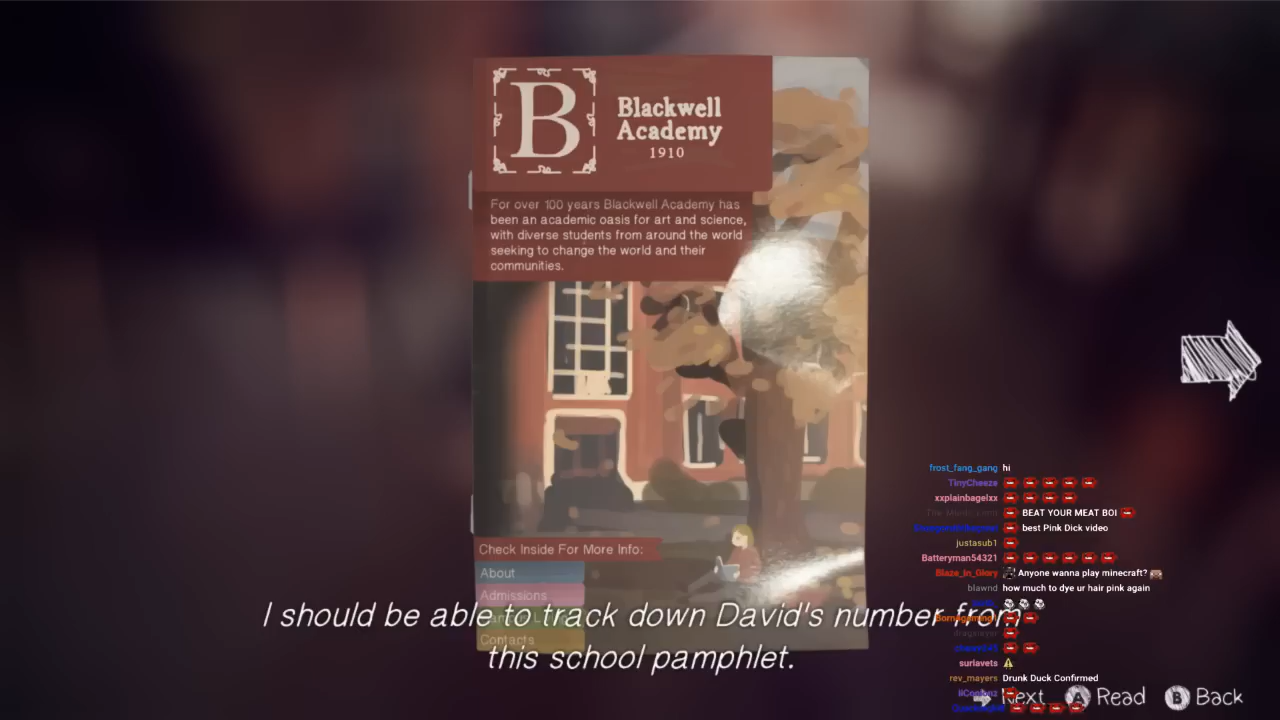 B
Blackwell
Academy
1910
For over 100 years Blackwell Academy has
been an academic oasis for art and science,
with diverse students from around the world
seeking to change the world and their
communities.
Check Inside For More Info:
About
Admissions
Contacts
I should be able to track down David's number from
this school pamphlet.
frost_fang_gang hi
TinyCheeze
xxplainbagelxx
BEAT YOUR MEAT BOI
best Pink Dick video
justasub1
Batteryman54321
Blaze_In_Glory Anyone wanna play minecraft?
blawnd how much to dye ur hair pink again
suriavets
rev_mayers Drunk Duck Confirmed
Next A Read B Back